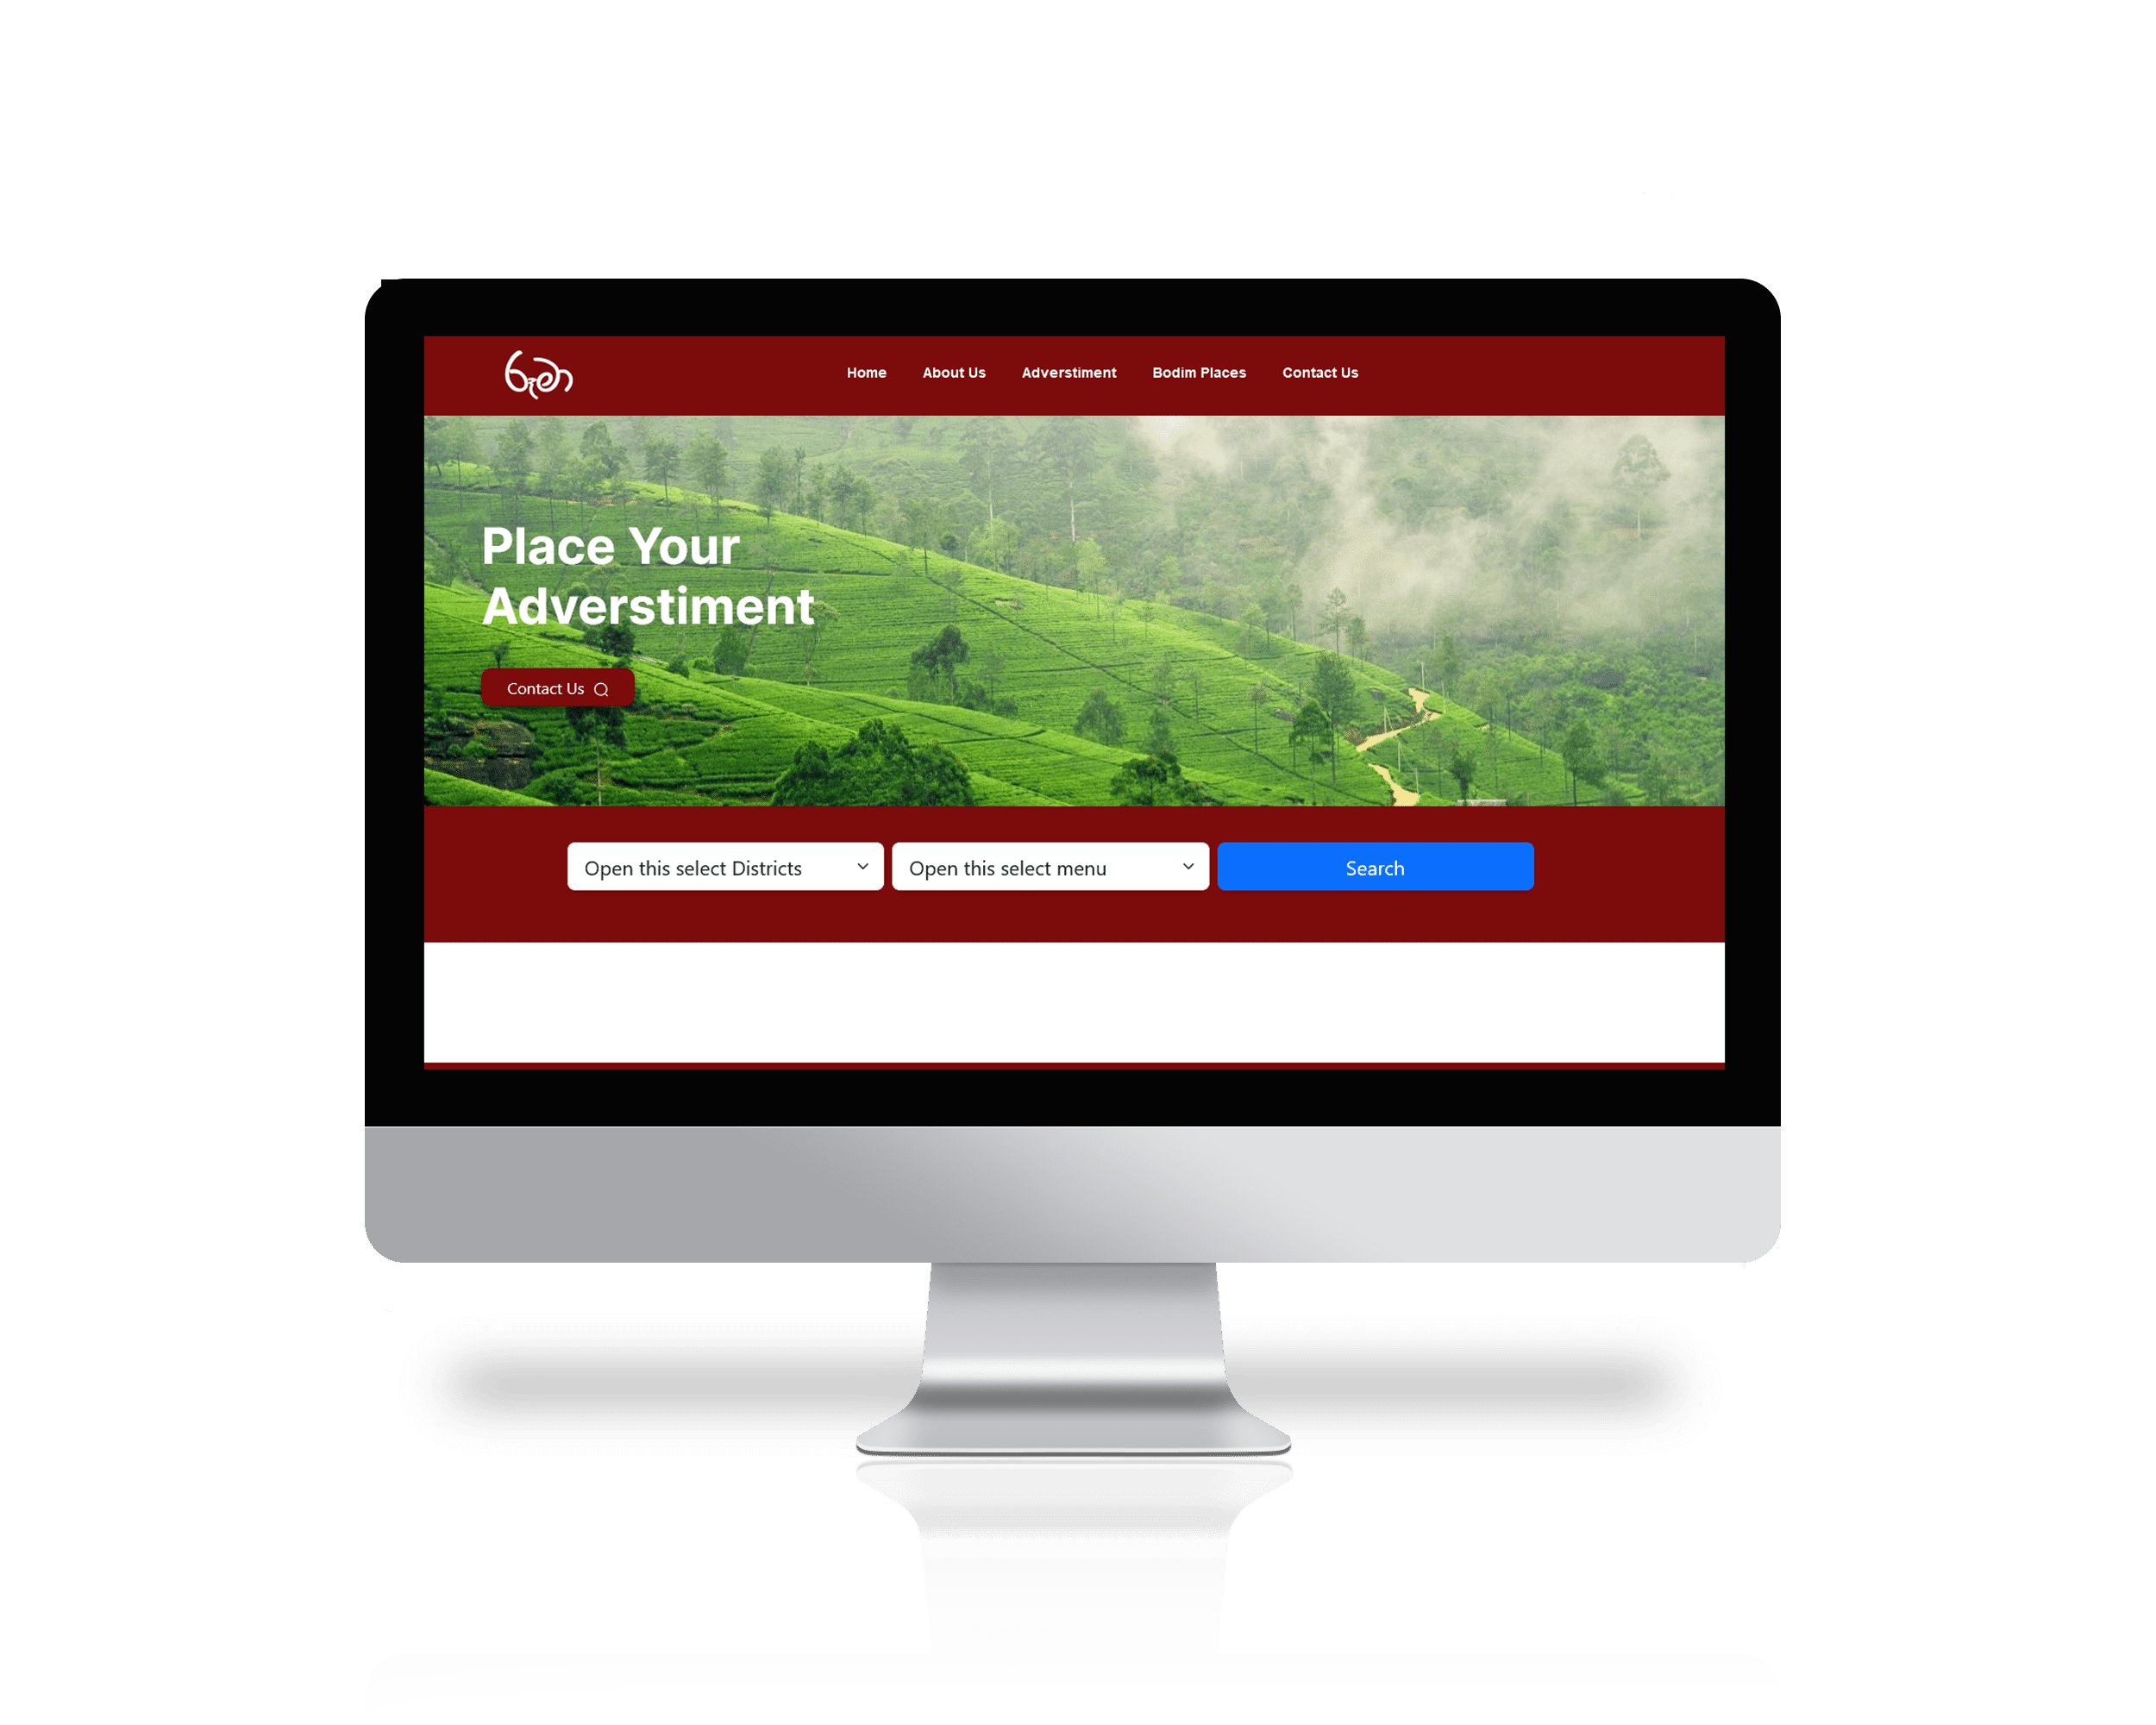 Home
About Us
Adverstiment
Bodim Places
Contact Us
Place Your
Adverstiment
Contact Us
Open this select Districts
Open this select menu
Search